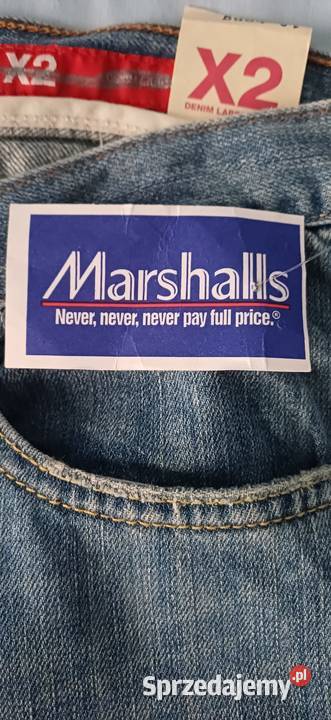 X2
X2
DENIM LAB
Marshalls
Never, never, never pay full price.®
Sprzedajemy.pl